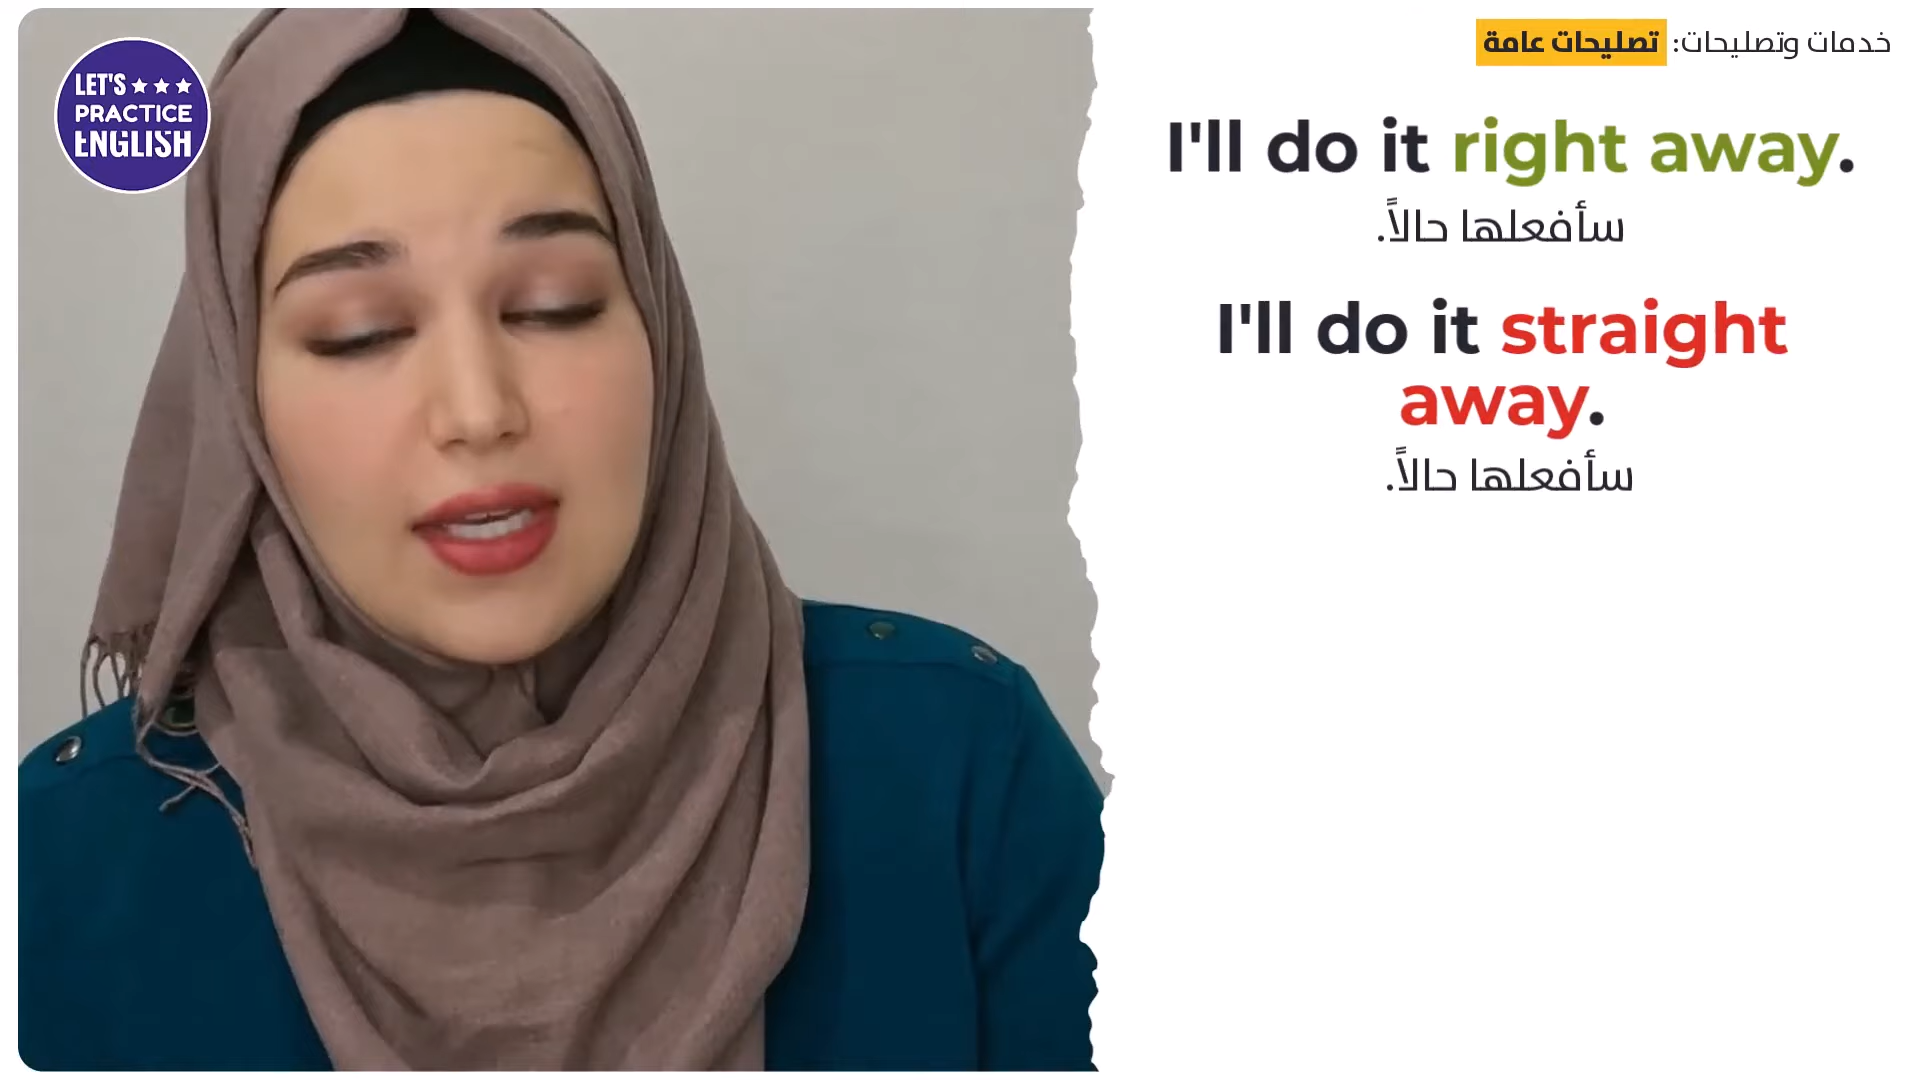 LET'S
PRACTICE
ENGLISH
خدمات وتصليحات: تصليحات عامة
I'll do it right away.
سأفعلها حالاً.
I'll do it straight
away.
سأفعلها حالاً.